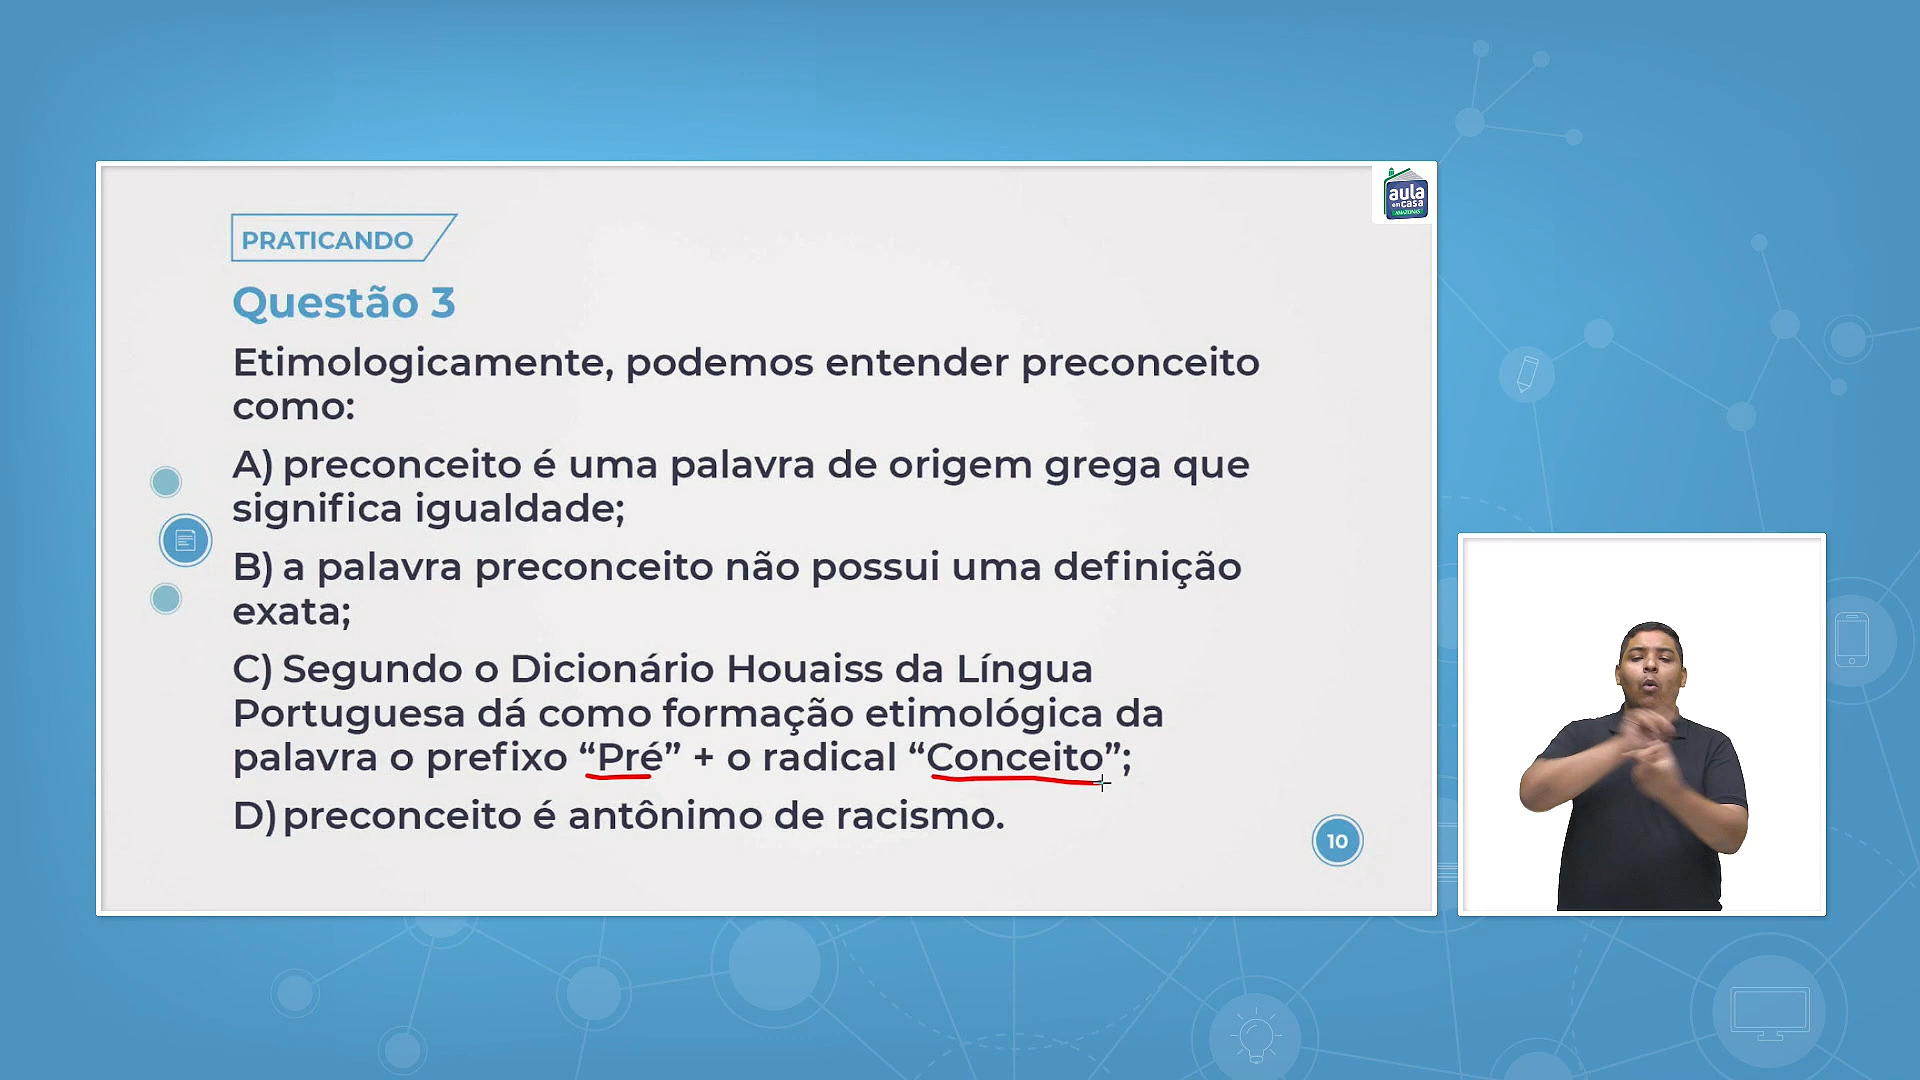 aula
em casa
AMAZONAS
PRATICANDO
Questão 3
Etimologicamente, podemos entender preconceito
como:
A) preconceito é uma palavra de origem grega que
significa igualdade;
B) a palavra preconceito não possui uma definição
exata;
C) Segundo o Dicionário Houaiss da Língua
Portuguesa dá como formação etimológica da
palavra o prefixo “Pré” + o radical “Conceito”;
D) preconceito é antônimo de racismo.
10